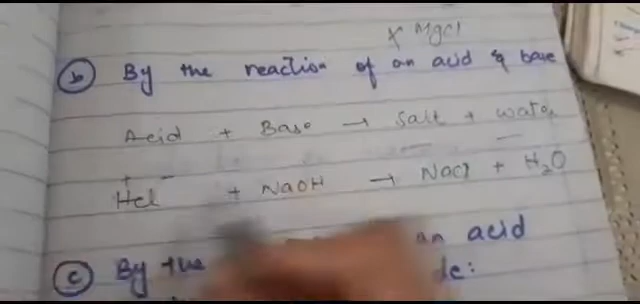 x MgCl
(b) By the reaction of an acid & base
Acid + Base → Salt + Water
+ -
HCl + NaOH → NaCl + H₂O
(c) By the an acid
de: